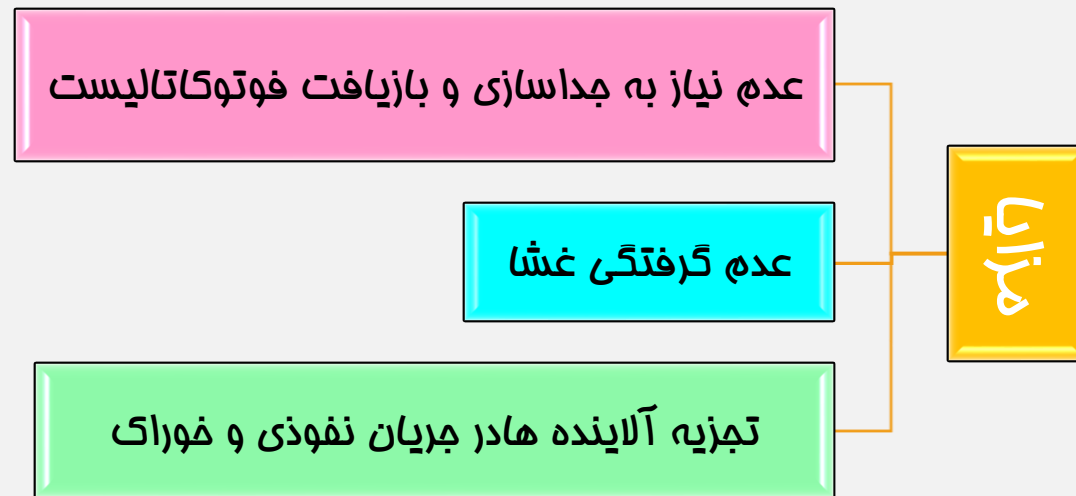 مزایا
عدم نیاز به جداسازی و بازیافت فوتوکاتالیست
عدم گرفتگی غشا
تجزیه آلاینده هادر جریان نفوذی و خوراک